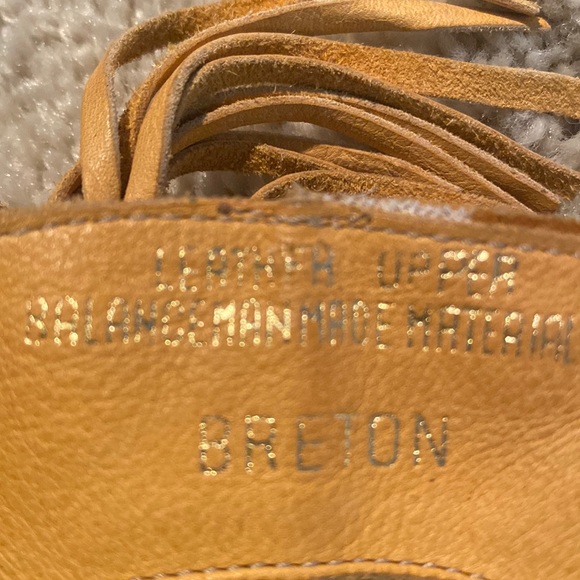 LEATHER UPPER
BALANCE MAN MADE MATERIAL
BRETON